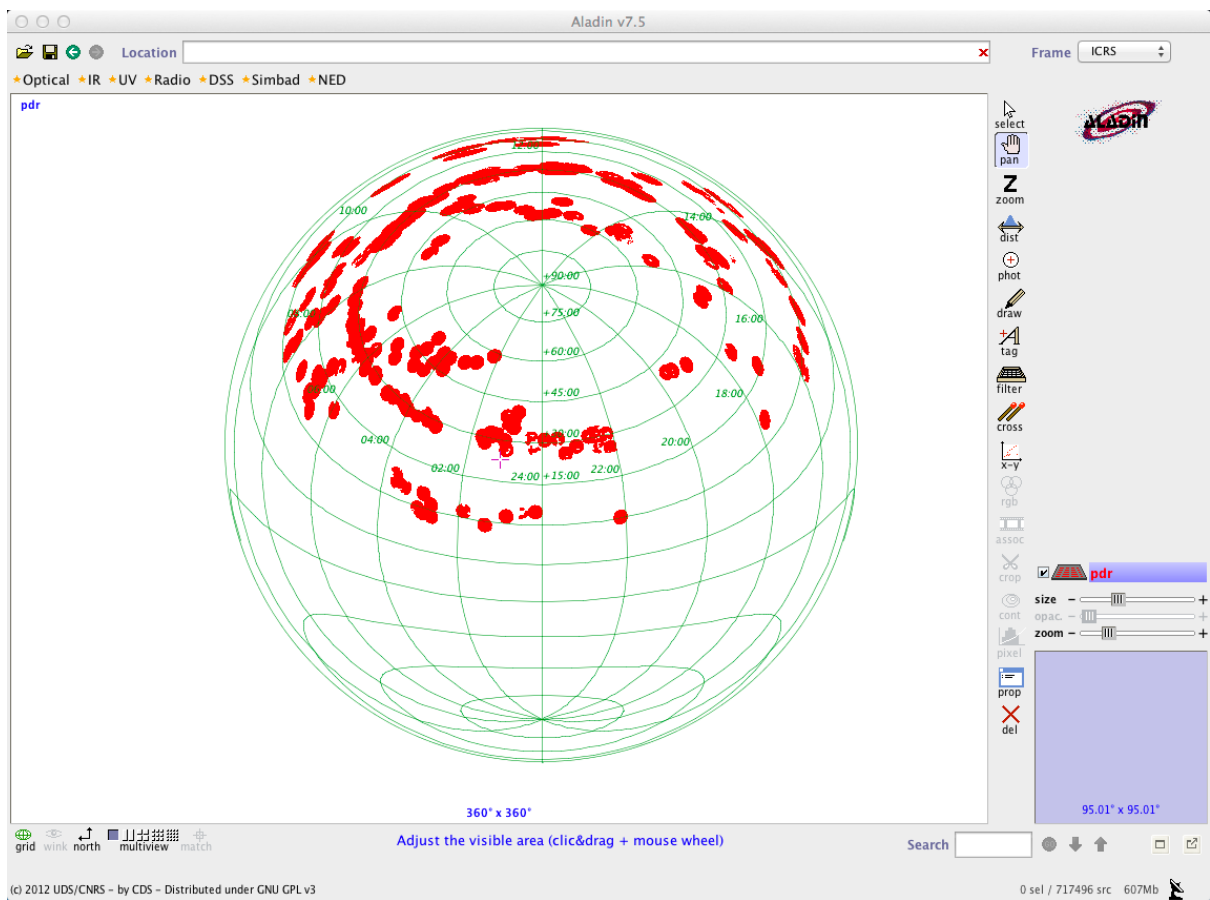 Aladin v7.5
Location
Frame ICRS
Optical IR UV Radio DSS Simbad NED
pdr
12:00
10:00
14:00
+90:00
+75:00
16:00
+60:00
+45:00
18:00
04:00
20:00
02:00
24:00 +15:00 22:00
360° x 360°
select
pan
Z
zoom
dist
phot
draw
tag
filter
cross
x-y
rgb
assoc
crop
cont
pixel
prop
del
ALADIN
pdr
size - +
opac. - +
zoom - +
95.01° x 95.01°
grid wink north multiview match
Adjust the visible area (clic&drag + mouse wheel)
Search
(c) 2012 UDS/CNRS - by CDS - Distributed under GNU GPL v3
0 sel / 717496 src 607Mb